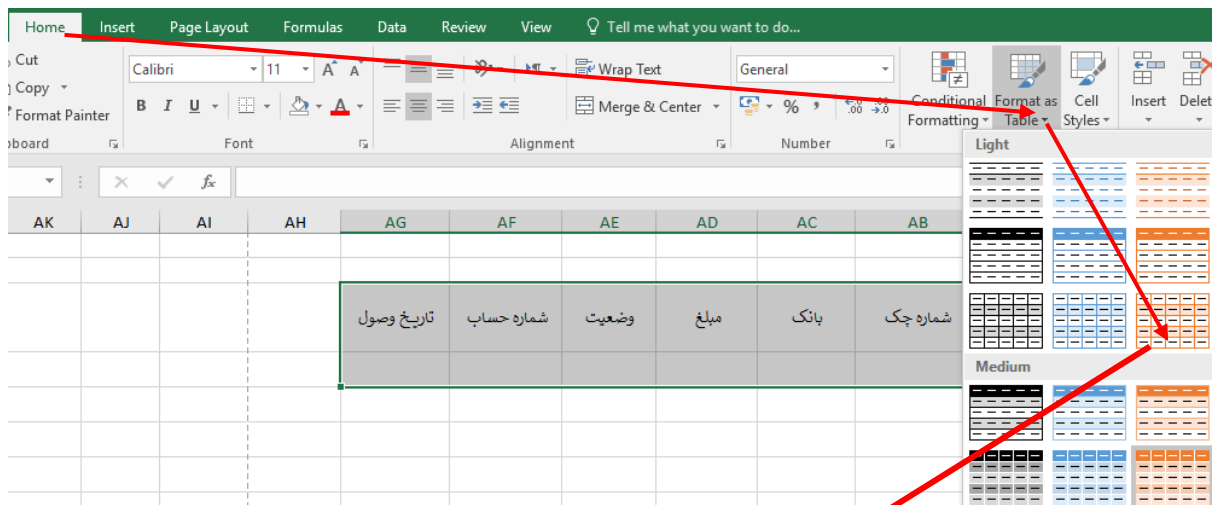 Home Insert Page Layout Formulas Data Review View Tell me what you want to do...
Cut
Copy
Format Painter
Calibri 11 A A
B I U A
Wrap Text
Merge & Center
General
% , .00
Conditional Formatting
Format as Table
Cell Styles
Insert
Delet
board Font Alignment Number
fx
AK AJ AI AH AG AF AE AD AC AB
شماره چک بانک مبلغ وضعیت شماره حساب تاریخ وصول
Light
Medium